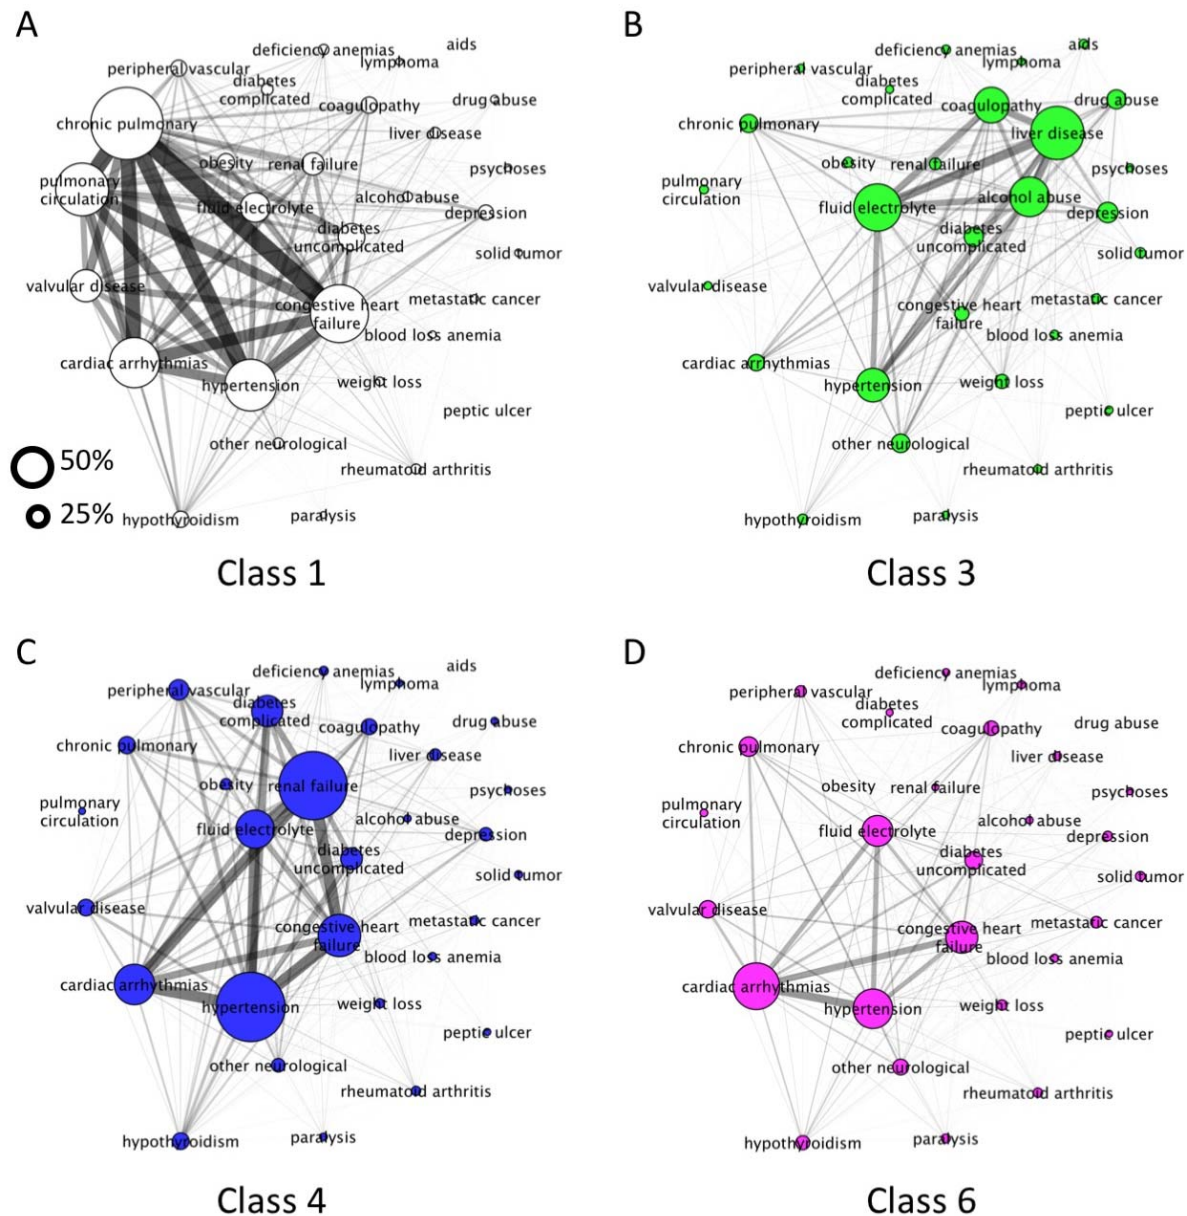 A
deficiency anemias
aids
lymphoma
peripheral vascular
diabetes
complicated
coagulopathy
drug abuse
chronic pulmonary
liver disease
obesity
renal failure
psychoses
pulmonary
circulation
alcohol abuse
fluid electrolyte
depression
diabetes
uncomplicated
solid tumor
valvular disease
congestive heart
failure
metastatic cancer
blood loss anemia
cardiac arrhythmias
hypertension
weight loss
peptic ulcer
other neurological
rheumatoid arthritis
50%
25%
hypothyroidism
paralysis
Class 1
B
deficiency anemias
aids
lymphoma
peripheral vascular
diabetes
complicated
coagulopathy
drug abuse
chronic pulmonary
liver disease
obesity
renal failure
psychoses
pulmonary
circulation
alcohol abuse
fluid electrolyte
depression
diabetes
uncomplicated
solid tumor
valvular disease
congestive heart
failure
metastatic cancer
blood loss anemia
cardiac arrhythmias
hypertension
weight loss
peptic ulcer
other neurological
rheumatoid arthritis
hypothyroidism
paralysis
Class 3
C
deficiency anemias
aids
lymphoma
peripheral vascular
diabetes
complicated
coagulopathy
drug abuse
chronic pulmonary
liver disease
obesity
renal failure
psychoses
pulmonary
circulation
alcohol abuse
fluid electrolyte
depression
diabetes
uncomplicated
solid tumor
valvular disease
congestive heart
failure
metastatic cancer
blood loss anemia
cardiac arrhythmias
hypertension
weight loss
peptic ulcer
other neurological
rheumatoid arthritis
hypothyroidism
paralysis
Class 4
D
deficiency anemias
lymphoma
peripheral vascular
diabetes
complicated
coagulopathy
drug abuse
chronic pulmonary
liver disease
obesity
renal failure
psychoses
pulmonary
circulation
alcohol abuse
fluid electrolyte
depression
diabetes
uncomplicated
solid tumor
valvular disease
congestive heart
failure
metastatic cancer
blood loss anemia
cardiac arrhythmias
hypertension
weight loss
peptic ulcer
other neurological
rheumatoid arthritis
hypothyroidism
paralysis
Class 6